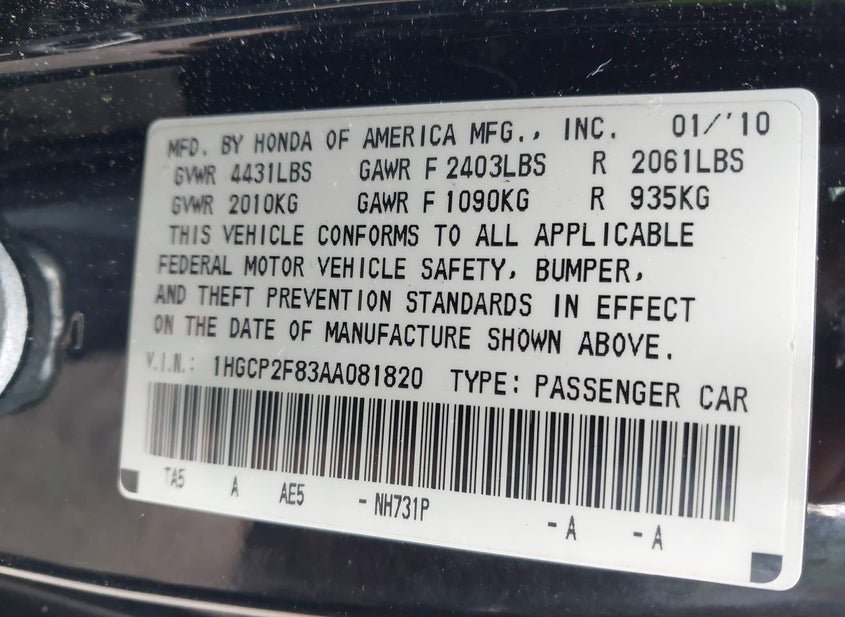 MFD. BY HONDA OF AMERICA MFG., INC. 01/'10
GVWR 4431LBS GAWR F 2403LBS R 2061LBS
GVWR 2010KG GAWR F 1090KG R 935KG
THIS VEHICLE CONFORMS TO ALL APPLICABLE
FEDERAL MOTOR VEHICLE SAFETY, BUMPER,
AND THEFT PREVENTION STANDARDS IN EFFECT
ON THE DATE OF MANUFACTURE SHOWN ABOVE.
V.I.N.: 1HGCP2F83AA081820 TYPE: PASSENGER CAR
TA5 A AE5 - NH731P - A - A